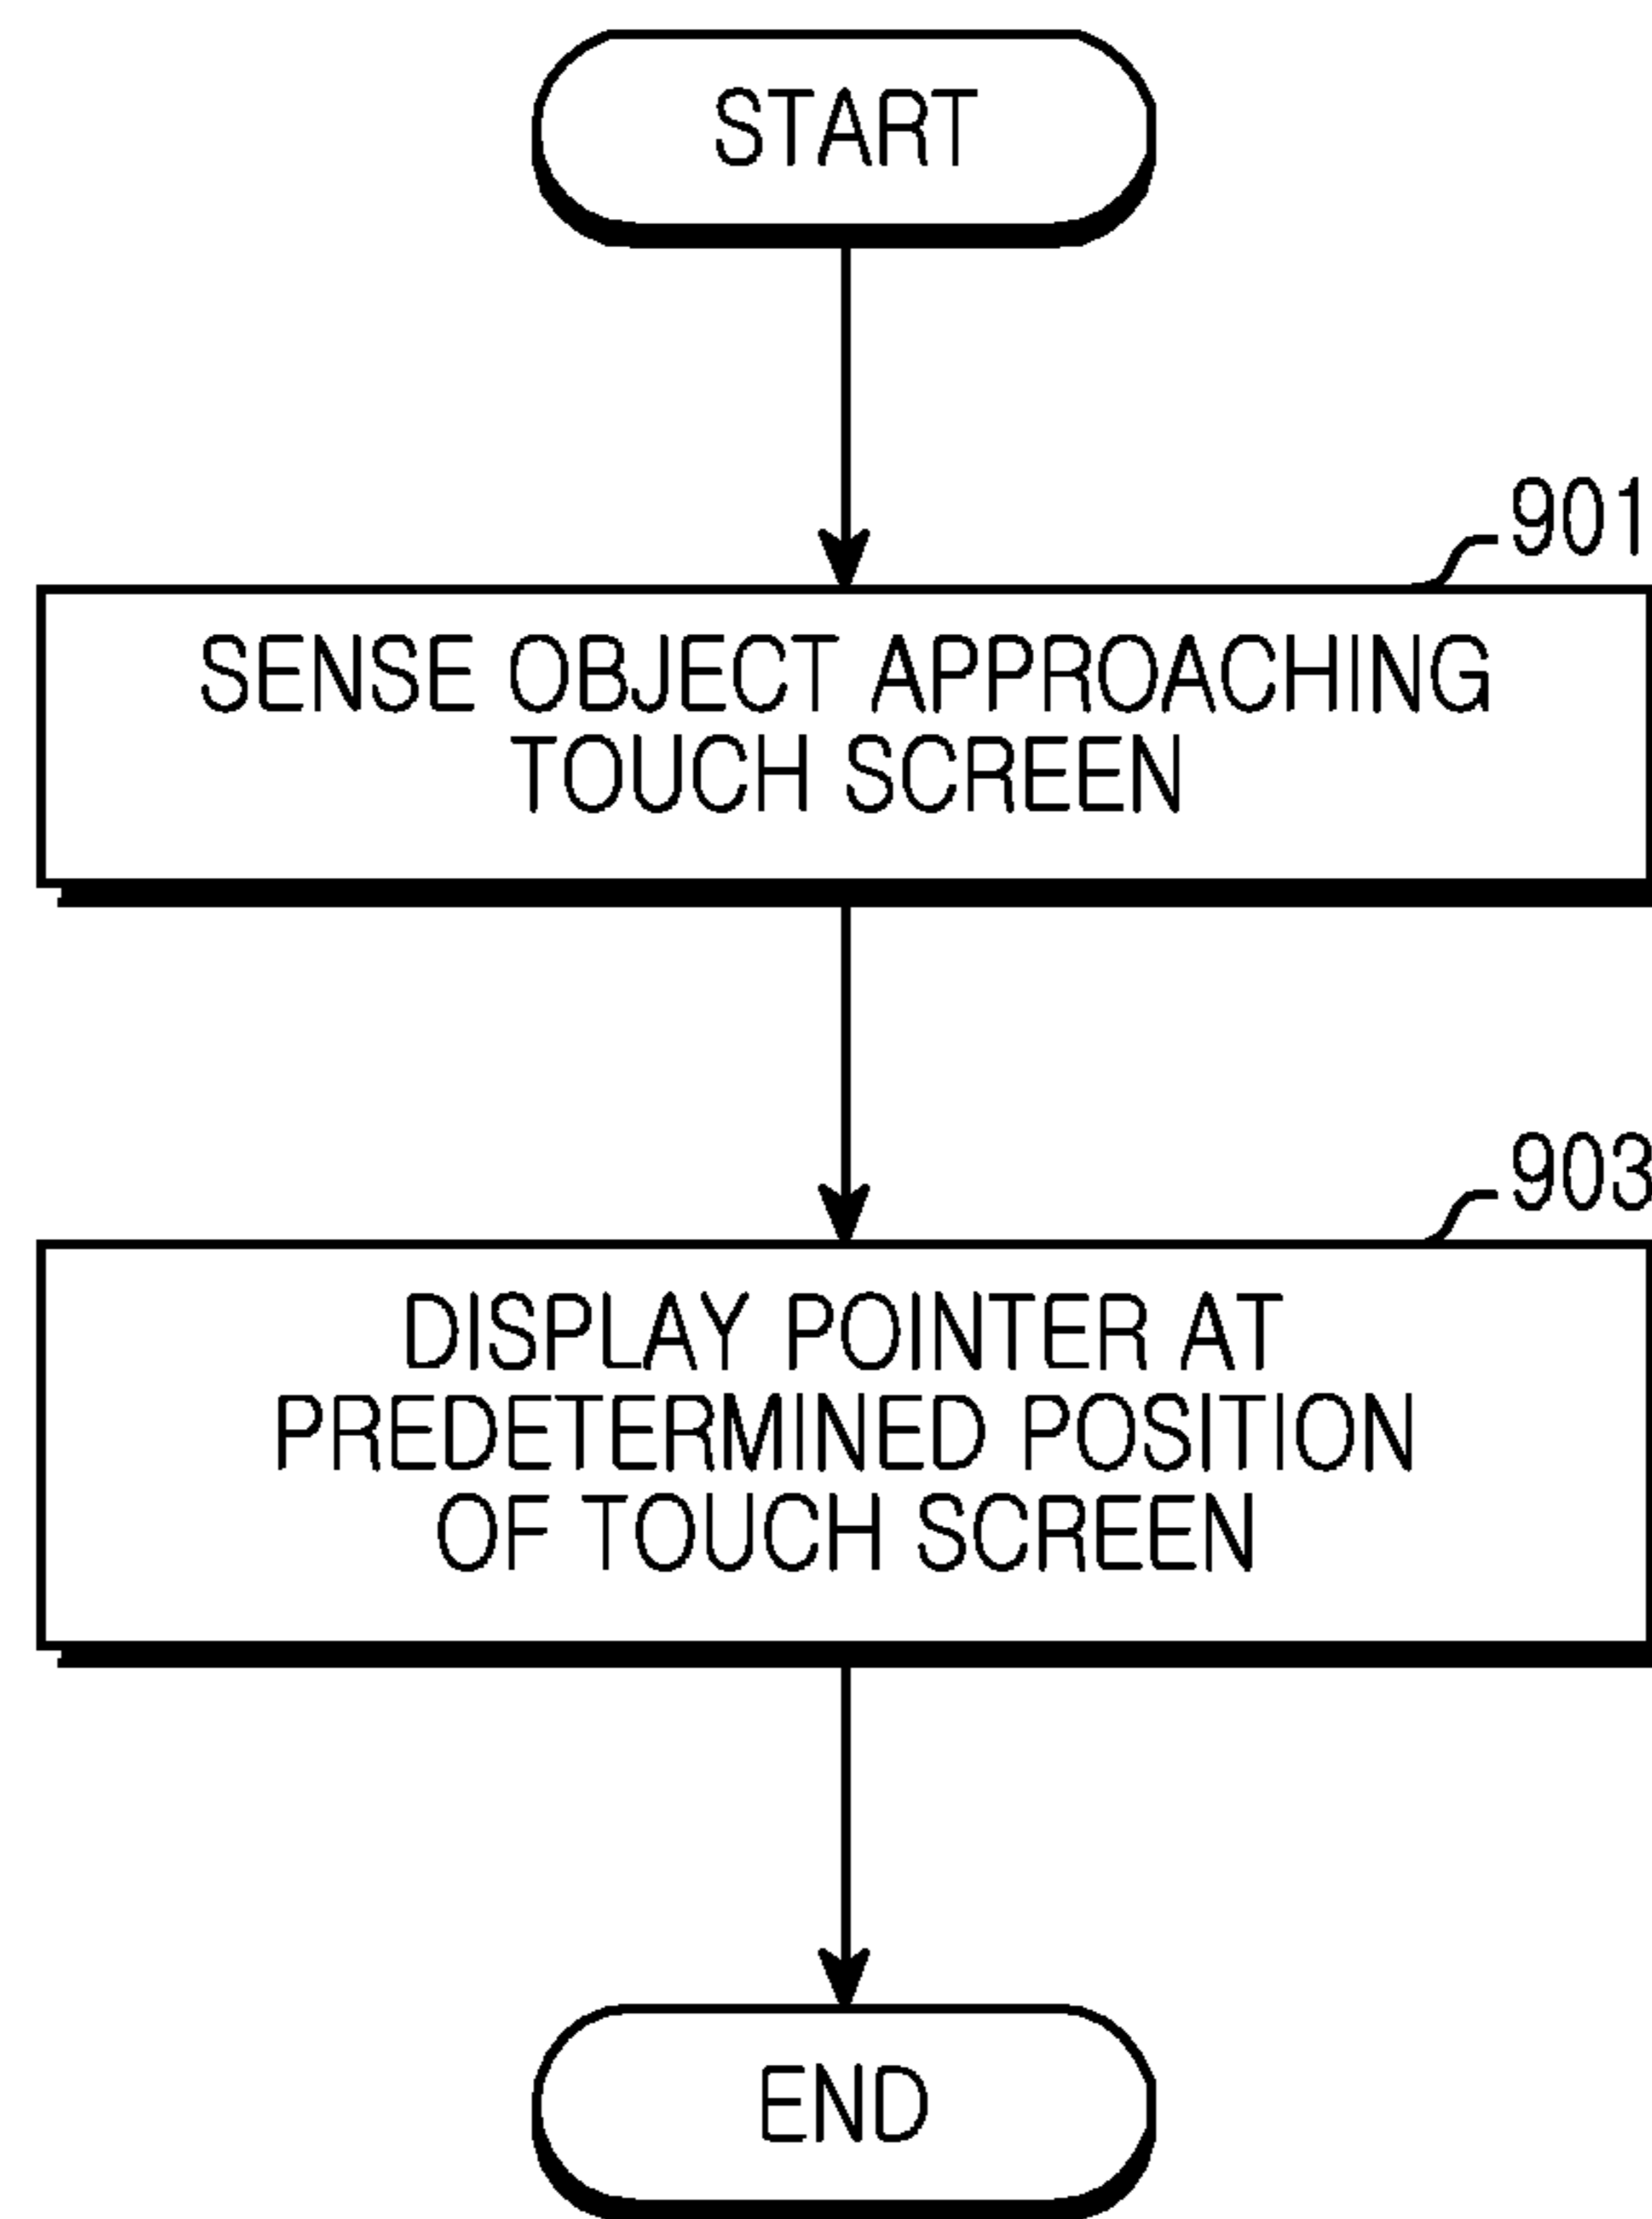 START
901
SENSE OBJECT APPROACHING
TOUCH SCREEN
903
DISPLAY POINTER AT
PREDETERMINED POSITION
OF TOUCH SCREEN
END